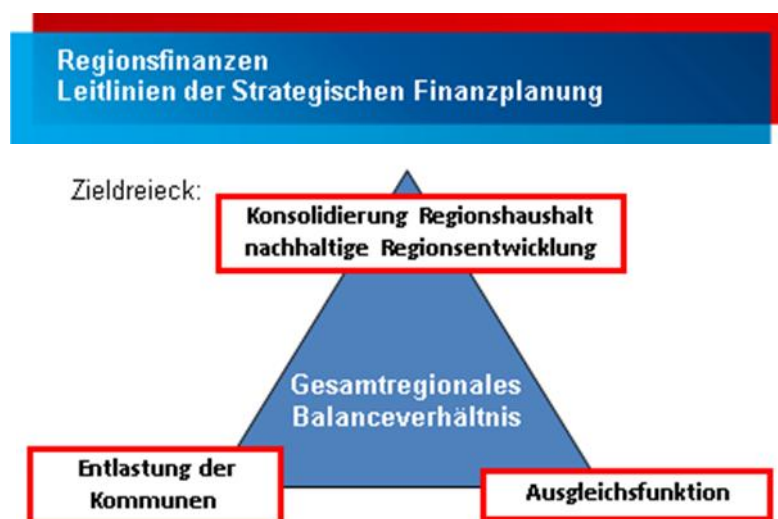 Regionsfinanzen
Leitlinien der Strategischen Finanzplanung
Zieldreieck:
Konsolidierung Regionshaushalt
nachhaltige Regionsentwicklung
Gesamtregionales
Balanceverhältnis
Entlastung der
Kommunen
Ausgleichsfunktion